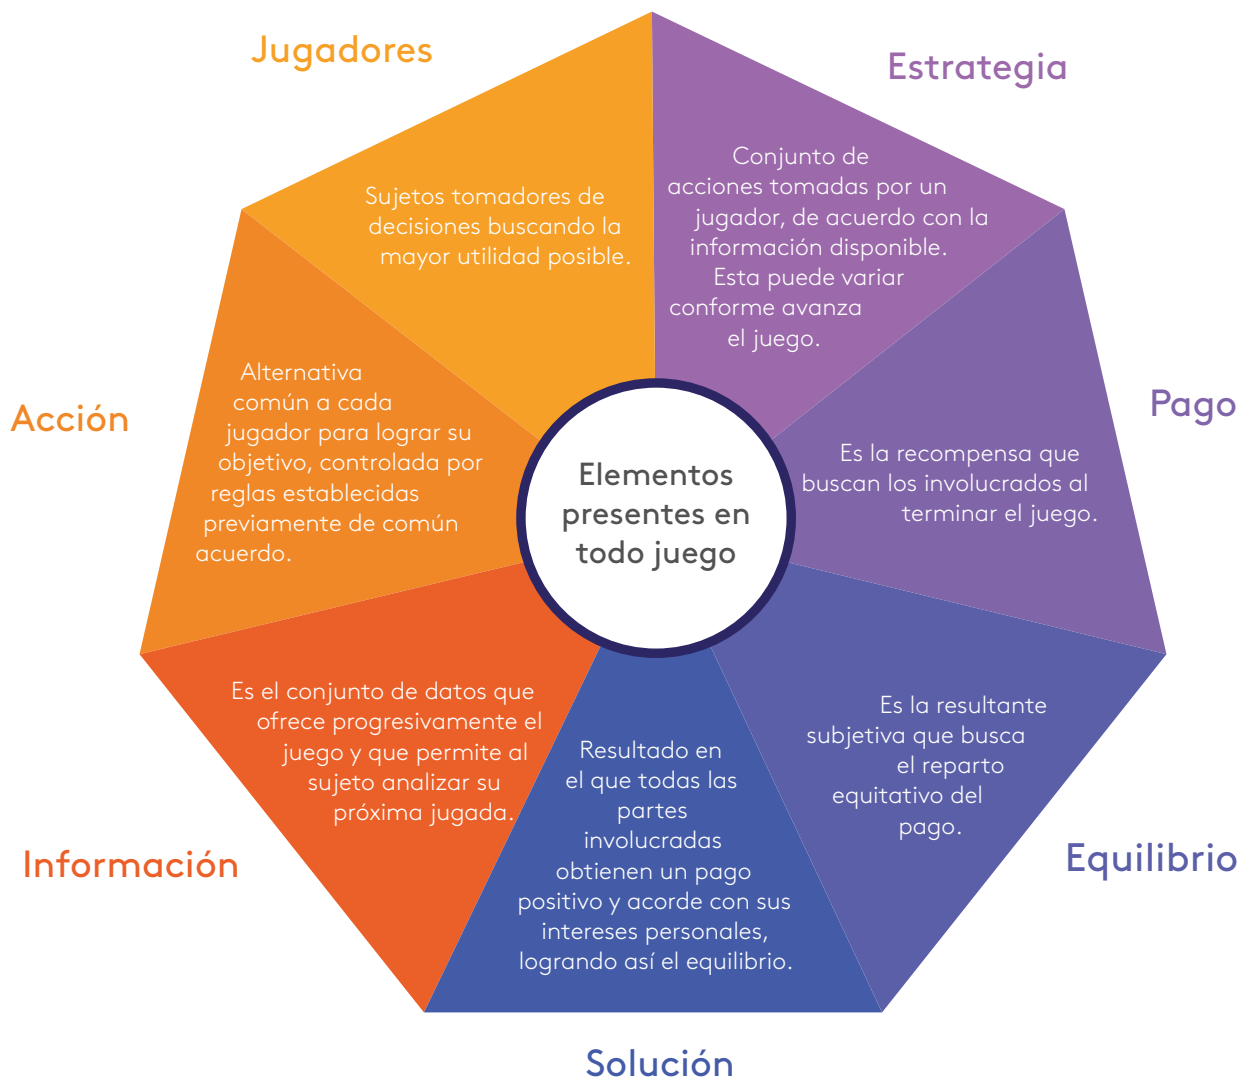 Jugadores
Sujetos tomadores de
decisiones buscando la
mayor utilidad posible.
Estrategia
Conjunto de
acciones tomadas por un
jugador, de acuerdo con la
información disponible.
Esta puede variar
conforme avanza
el juego.
Acción
Alternativa
común a cada
jugador para lograr su
objetivo, controlada por
reglas establecidas
previamente de común
acuerdo.
Elementos
presentes en
todo juego
Pago
Es la recompensa que
buscan los involucrados al
terminar el juego.
Información
Es el conjunto de datos que
ofrece progresivamente el
juego y que permite al
sujeto analizar su
próxima jugada.
Resultado en
el que todas las
partes
involucradas
obtienen un pago
positivo y acorde con sus
intereses personales,
logrando así el equilibrio.
Solución
Es la resultante
subjetiva que busca
el reparto
equitativo del
pago.
Equilibrio